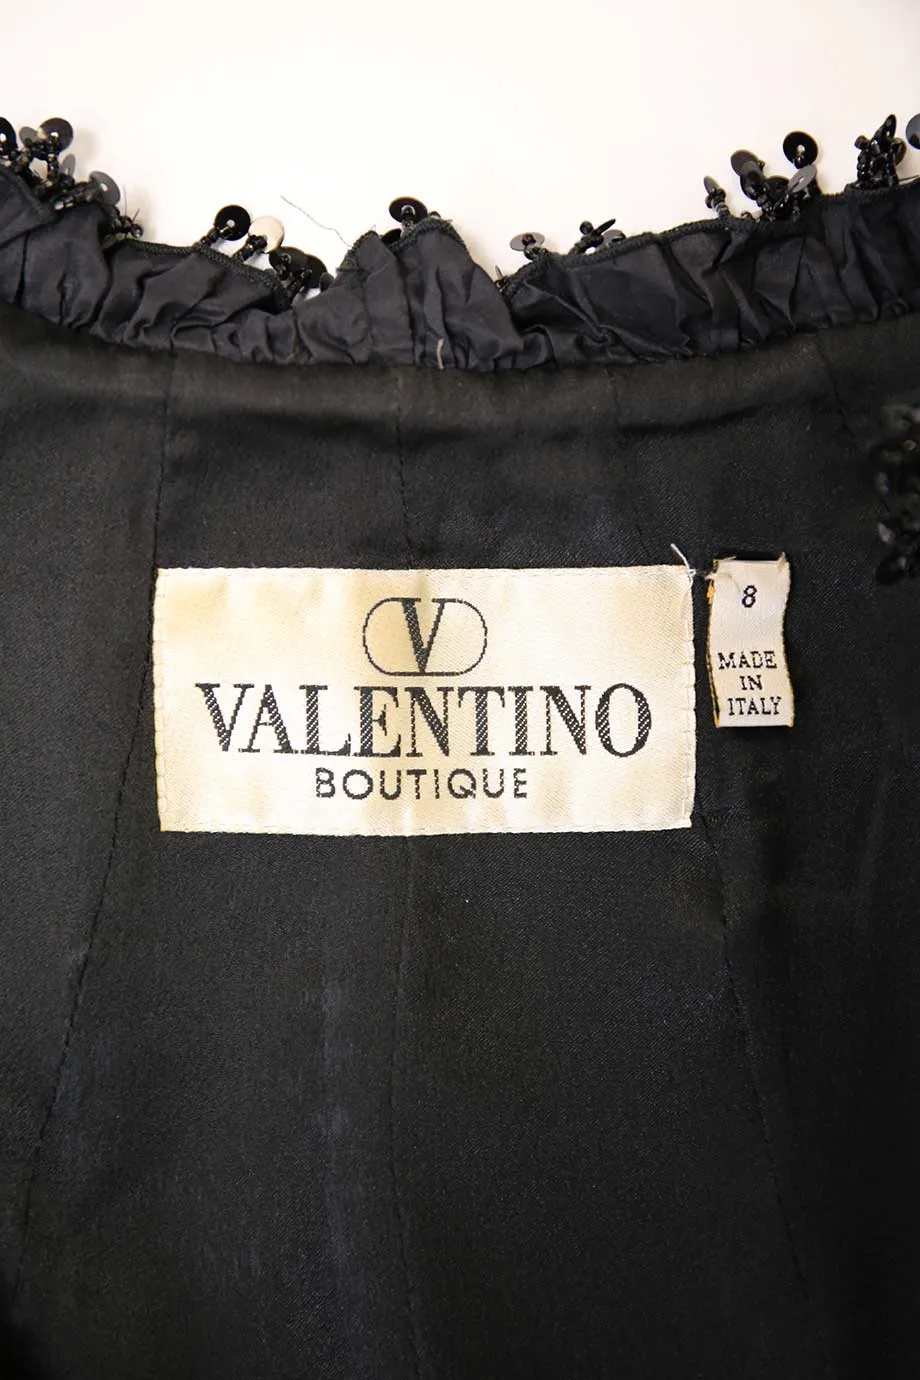 V
VALENTINO
BOUTIQUE
8
MADE
IN
ITALY